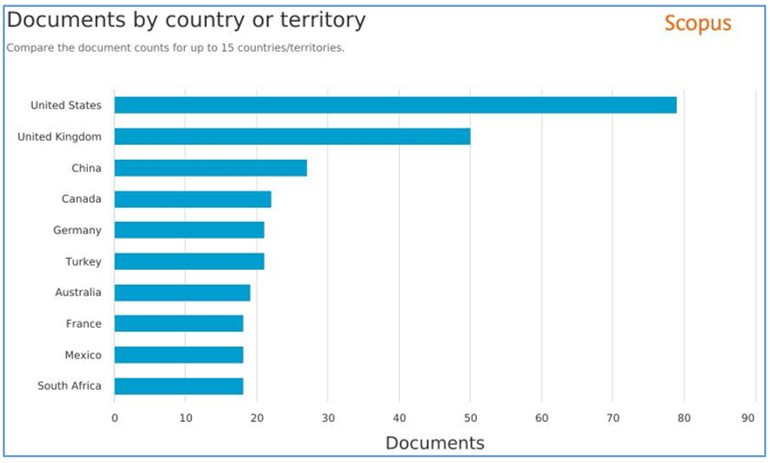 Documents by country or territory
Scopus
Compare the document counts for up to 15 countries/territories.
United States
United Kingdom
China
Canada
Germany
Turkey
Australia
France
Mexico
South Africa
0 10 20 30 40 50 60 70 80 90
Documents